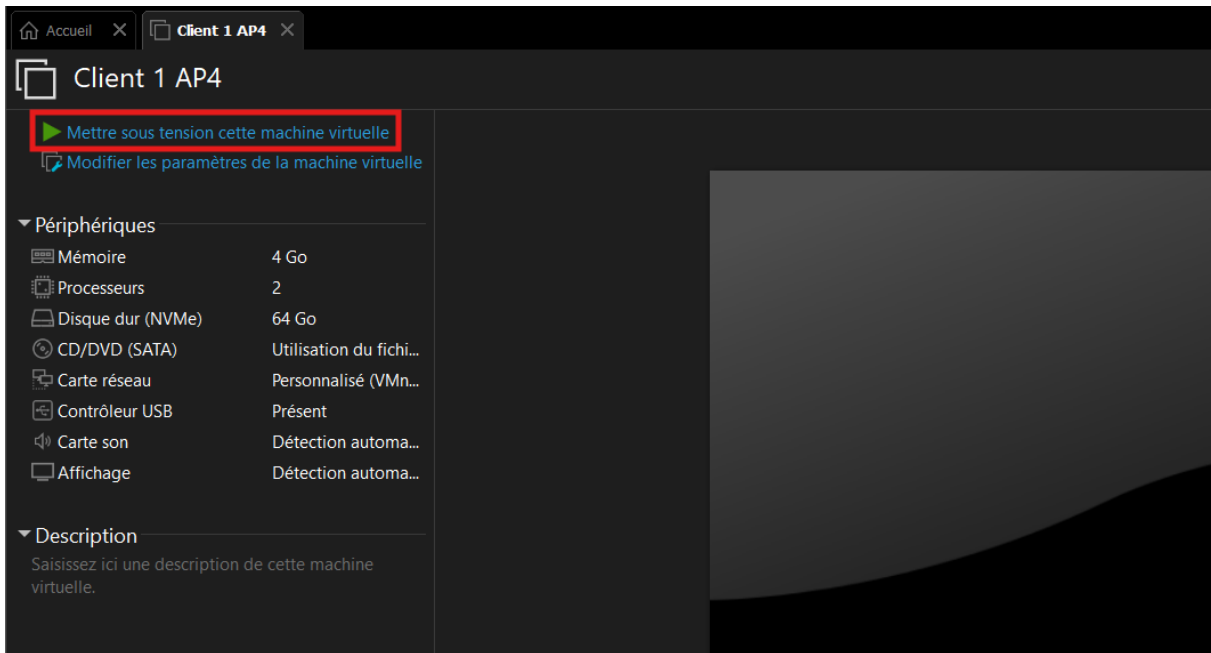 Accueil
Client 1 AP4
Client 1 AP4
Mettre sous tension cette machine virtuelle
Modifier les paramètres de la machine virtuelle
Périphériques
Mémoire 4 Go
Processeurs 2
Disque dur (NVMe) 64 Go
CD/DVD (SATA) Utilisation du fichi...
Carte réseau Personnalisé (VMn...
Contrôleur USB Présent
Carte son Détection automa...
Affichage Détection automa...
Description
Saisissez ici une description de cette machine
virtuelle.